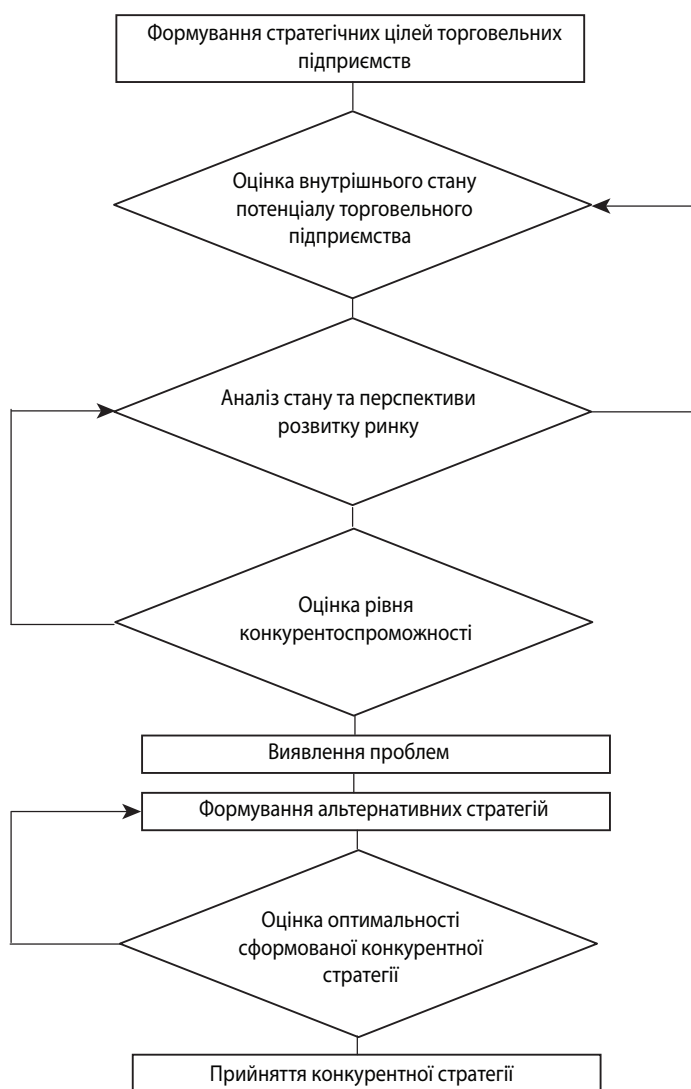 Формування стратегічних цілей торговельних
підприємств
Оцінка внутрішнього стану
потенціалу торговельного
підприємства
Аналіз стану та перспективи
розвитку ринку
Оцінка рівня
конкурентоспроможності
Виявлення проблем
Формування альтернативних стратегій
Оцінка оптимальності
сформованої конкурентної
стратегії
Прийняття конкурентної стратегії